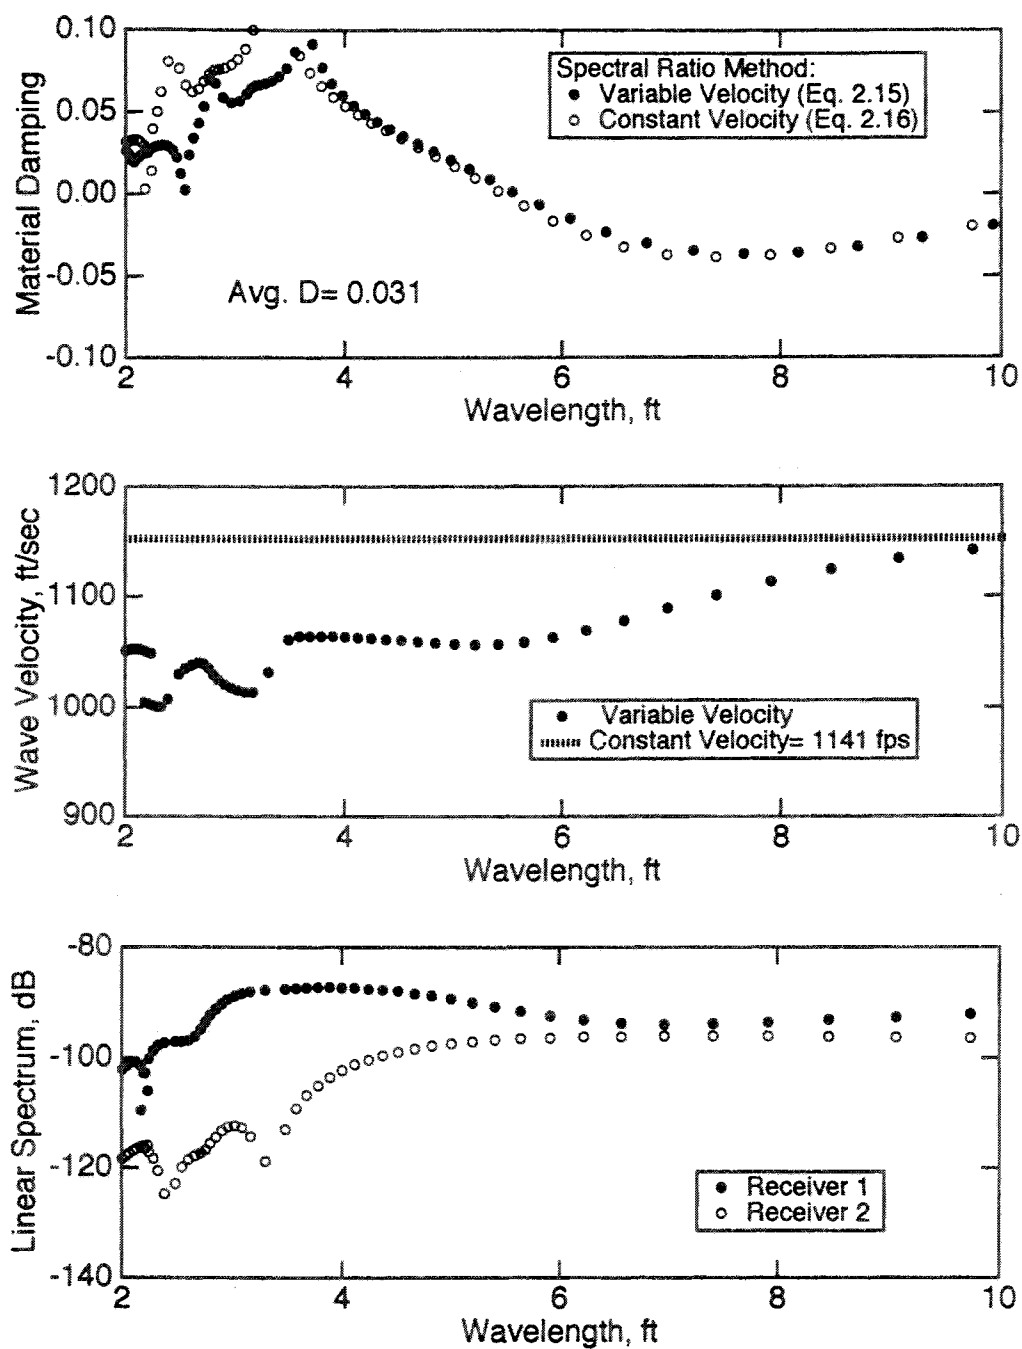 0.10
0.05
0.00
-0.05
-0.10
Material Damping
Spectral Ratio Method:
Variable Velocity (Eq. 2.15)
Constant Velocity (Eq. 2.16)
Avg. D= 0.031
2 4 6 8 10
Wavelength, ft
1200
1100
1000
900
Wave Velocity, ft/sec
Variable Velocity
Constant Velocity= 1141 fps
2 4 6 8 10
Wavelength, ft
-80
-100
-120
-140
Linear Spectrum, dB
Receiver 1
Receiver 2
2 4 6 8 10
Wavelength, ft